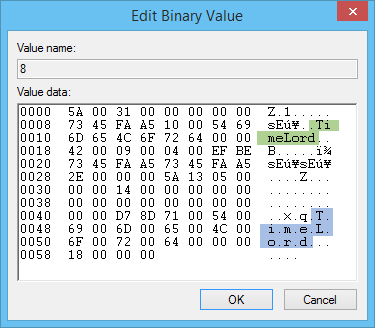 Edit Binary Value
Value name:
8
Value data:
0000 5A 00 31 00 00 00 00 00 Z.1.....
0008 73 45 FA A5 10 00 54 69 sEú¥..Ti
0010 6D 65 4C 6F 72 64 00 00 meLord..
0018 42 00 09 00 04 00 EF BE B.....ï¾
0020 73 45 FA A5 73 45 FA A5 sEú¥sEú¥
0028 2E 00 00 00 5A 13 05 00 ....Z...
0030 00 00 14 00 00 00 00 00 ........
0038 00 00 00 00 00 00 00 00 ........
0040 00 00 D7 8D 71 00 54 00 ..×.q.T.
0048 69 00 6D 00 65 00 4C 00 i.m.e.L.
0050 6F 00 72 00 64 00 00 00 o.r.d...
0058 18 00 00 00 ....
OK
Cancel